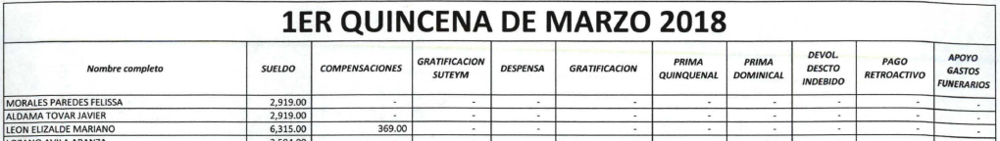 1ER QUINCENA DE MARZO 2018
Nombre completo SUELDO COMPENSACIONES GRATIFICACION SUTEYM DESPENSA GRATIFICACION PRIMA QUINQUENAL PRIMA DOMINICAL DEVOL. DESCTO INDEBIDO PAGO RETROACTIVO APOYO GASTOS FUNERARIOS
MORALES PAREDES FELISSA 2,919.00 - - - - - - - - -
ALDAMA TOVAR JAVIER 2,919.00 - - - - - - - - -
LEON ELIZALDE MARIANO 6,315.00 369.00 - - - - - - - -